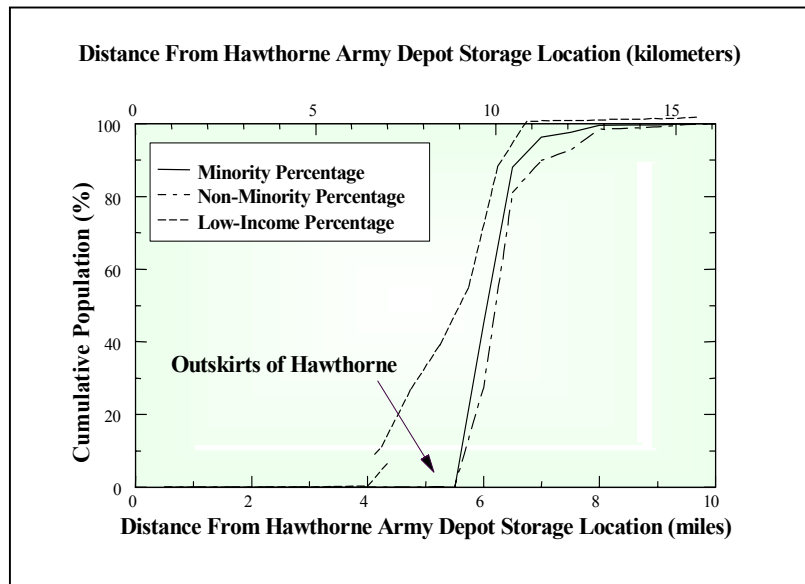 Distance From Hawthorne Army Depot Storage Location (kilometers)
0 5 10 15
100
80
60
40
20
0
Cumulative Population (%)
Minority Percentage
Non-Minority Percentage
Low-Income Percentage
Outskirts of Hawthorne
0 2 4 6 8 10
Distance From Hawthorne Army Depot Storage Location (miles)